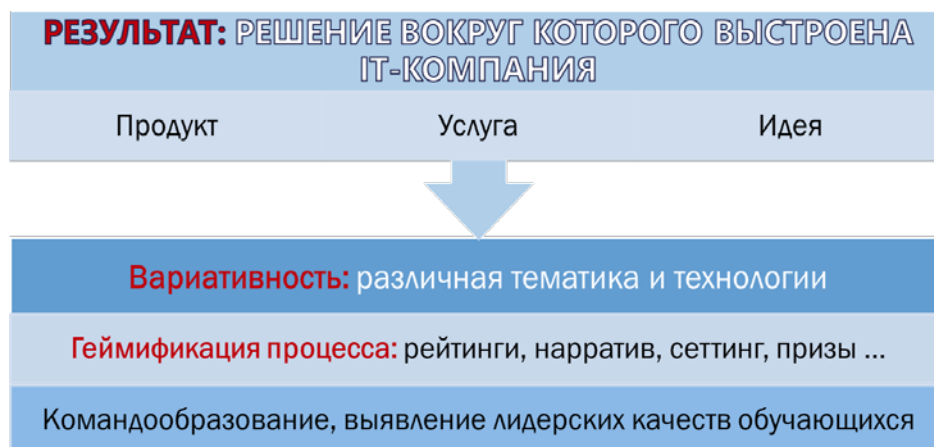 РЕЗУЛЬТАТ: РЕШЕНИЕ ВОКРУГ КОТОРОГО ВЫСТРОЕНА
IT-КОМПАНИЯ
Продукт Услуга Идея
Вариативность: различная тематика и технологии
Геймификация процесса: рейтинги, нарратив, сеттинг, призы ...
Командообразование, выявление лидерских качеств обучающихся